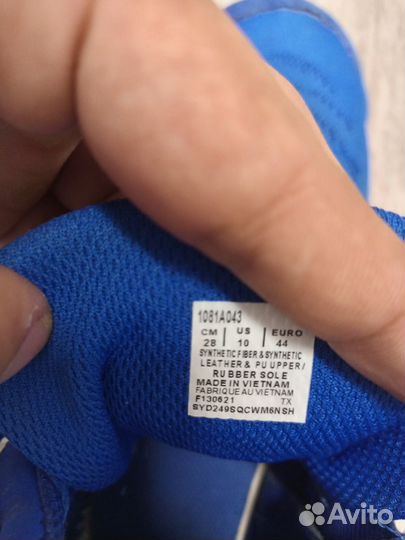 1081A043
CM US EURO
28 10 44
SYNTHETIC FIBER & SYNTHETIC
LEATHER & PU UPPER/
RUBBER SOLE
MADE IN VIETNAM
FABRIQUE AU VIETNAM
F130621 TX
SYD249SQCWM6NSH
Avito